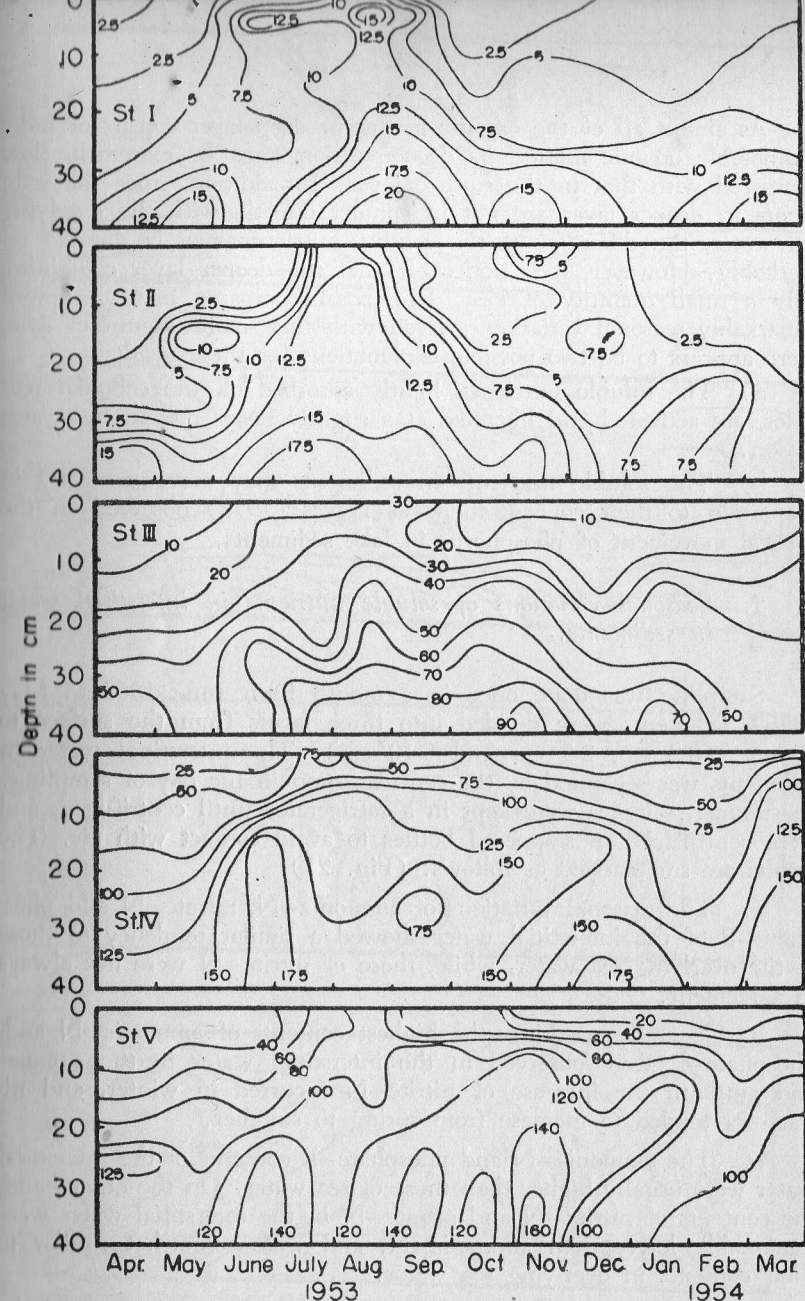 0 10
2.5 12.5 15 2.5
10 2.5 12.5 2.5 5
5 7.5 10 10
20 St I 12.5
15 7.5
30 10 17.5 10 12.5
15 20 15 15
40 12.5
0
7.5 5
10 St II 2.5
2.5
10 10 7.5 2.5
20 5 7.5 10 12.5 12.5 7.5 5 5
30 7.5 15
15 17.5
40 7.5 7.5
0 30
St III 10
10 10 20 20
30
40
20 50
30 60
50 70
80
40 90 70 50
Depth in cm
0 75
25 50 25
50 75 100
100 50
10 75
125 125
20 150
100 150
30 St.IV 175 150
125
40 150 175 150 175
0
St V 20
40 40
60 60
10 80 80
100 100
120
20 140
125 100
30
40 120 140 120 140 120 160 100
Apr. May June July Aug Sep Oct Nov Dec Jan Feb Mar.
1953 1954